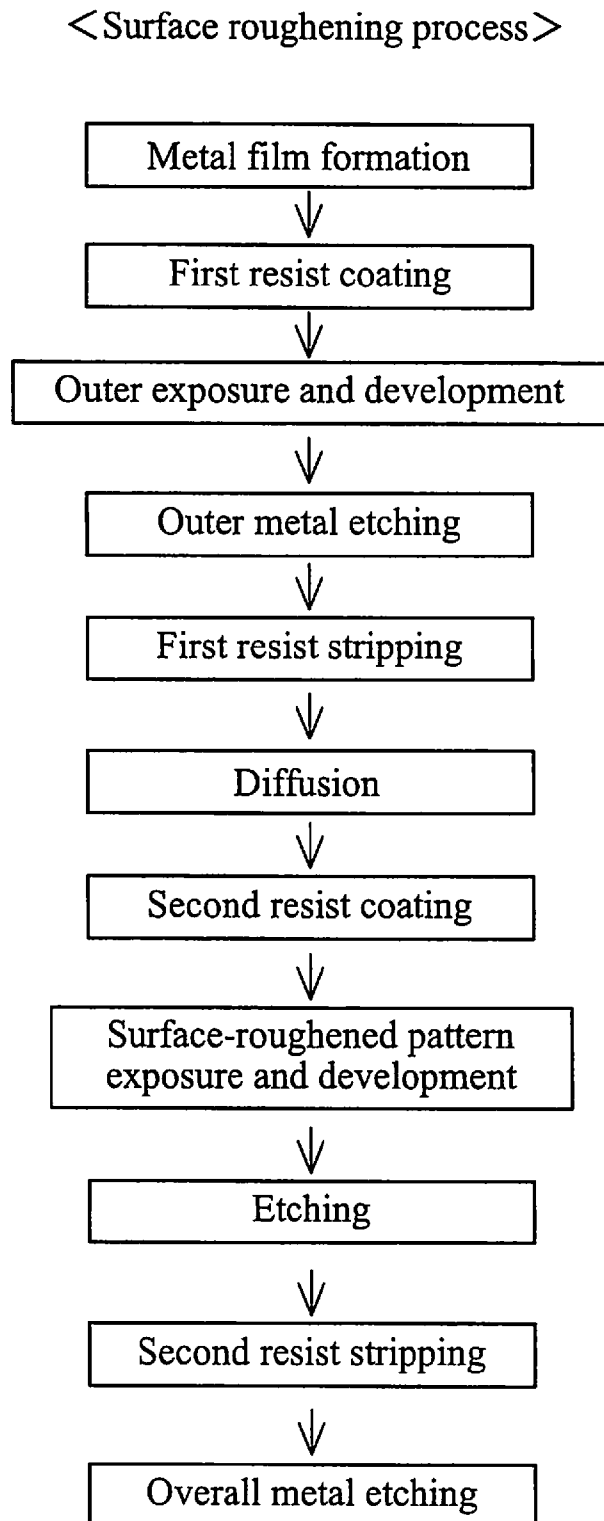 <Surface roughening process>
Metal film formation
First resist coating
Outer exposure and development
Outer metal etching
First resist stripping
Diffusion
Second resist coating
Surface-roughened pattern
exposure and development
Etching
Second resist stripping
Overall metal etching